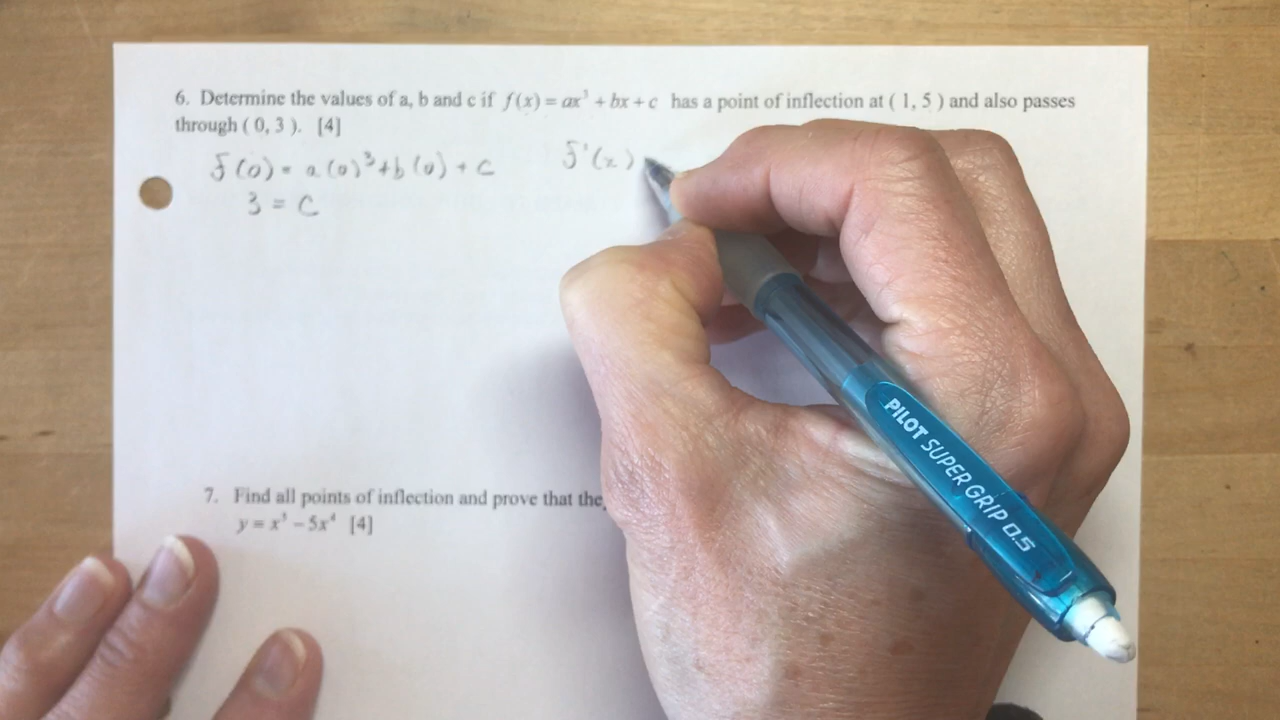 6. Determine the values of a, b and c if f(x) = ax³ + bx + c has a point of inflection at ( 1, 5 ) and also passes
through ( 0, 3 ). [4]
f(0) = a(0)³ + b(0) + c
f'(x)
3 = c
7. Find all points of inflection and prove that the
y = x⁵ – 5x⁴ [4]
PILOT SUPER GRIP 0.5